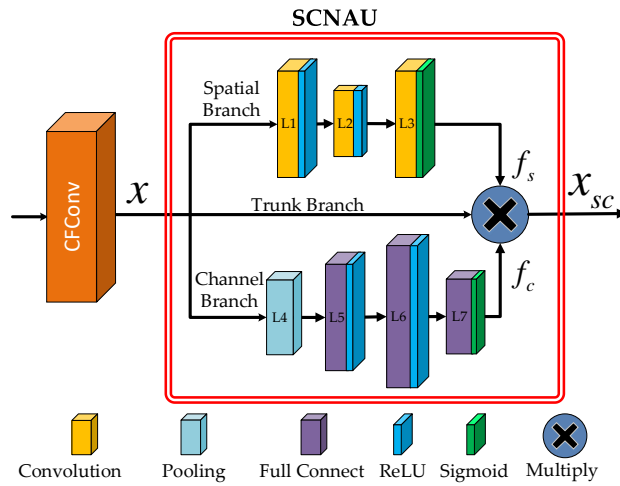 SCNAU
Spatial
Branch
L1
L2
L3
CFConv
x
f_s
x_sc
Trunk Branch
Channel
Branch
f_c
L4
L5
L6
L7
Convolution
Pooling
Full Connect
ReLU
Sigmoid
Multiply